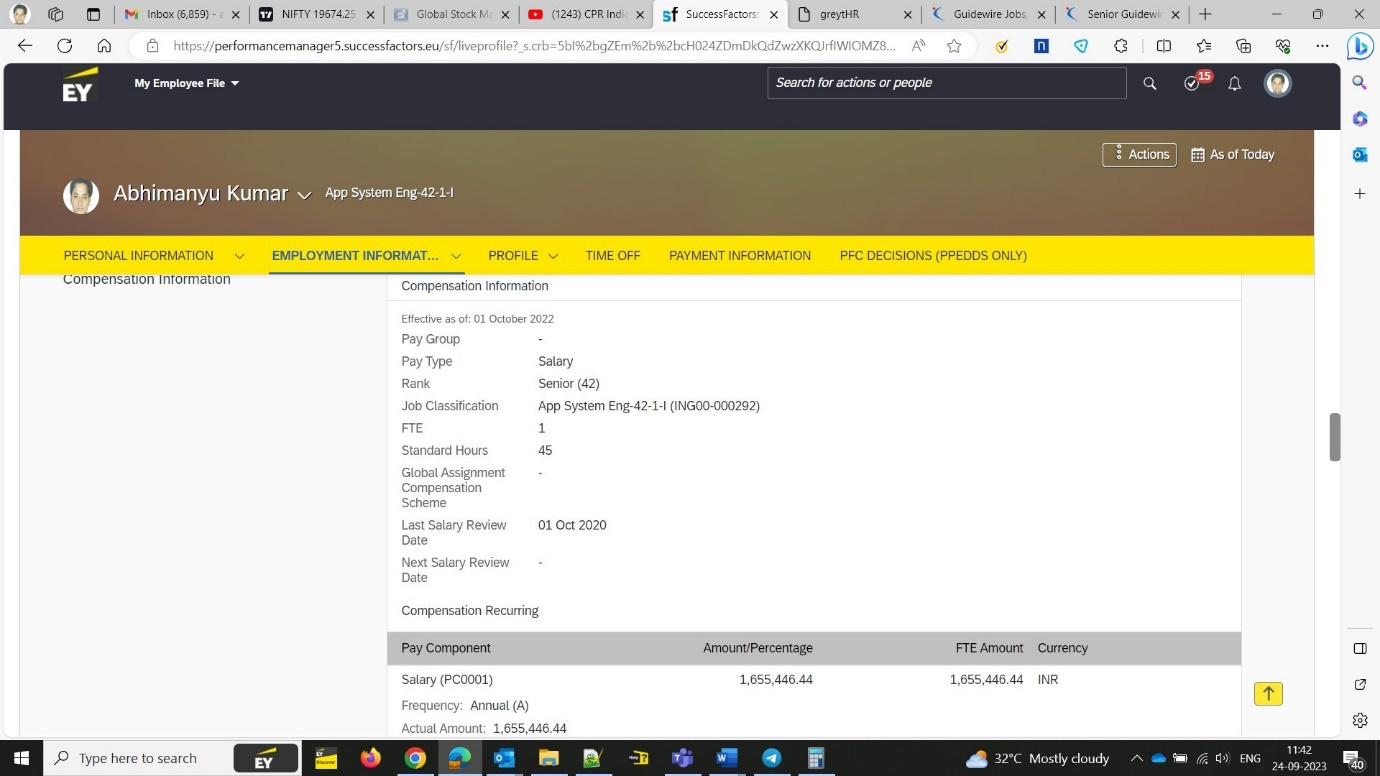 Inbox (6,859) - a
NIFTY 19674.25
Global Stock Ma
(1243) CPR Indic
SuccessFactors:
greytHR
Guidewire Jobs,
Senior Guidewir
https://performancemanager5.successfactors.eu/sf/liveprofile?_s.crb=5bl%2bgZEm%2b%2bcH024ZDmDkQdZwzXKQJrflWIOMZ8...
EY
My Employee File
Search for actions or people
15
Actions
As of Today
Abhimanyu Kumar
App System Eng-42-1-I
PERSONAL INFORMATION
EMPLOYMENT INFORMAT...
PROFILE
TIME OFF
PAYMENT INFORMATION
PFC DECISIONS (PPEDDS ONLY)
Compensation Information
Compensation Information
Effective as of: 01 October 2022
Pay Group -
Pay Type Salary
Rank Senior (42)
Job Classification App System Eng-42-1-I (ING00-000292)
FTE 1
Standard Hours 45
Global Assignment -
Compensation
Scheme
Last Salary Review 01 Oct 2020
Date
Next Salary Review -
Date
Compensation Recurring
Pay Component Amount/Percentage FTE Amount Currency
Salary (PC0001) 1,655,446.44 1,655,446.44 INR
Frequency: Annual (A)
Actual Amount: 1,655,446.44
Type here to search
EY
32°C Mostly cloudy
ENG
11:42
24-09-2023
40